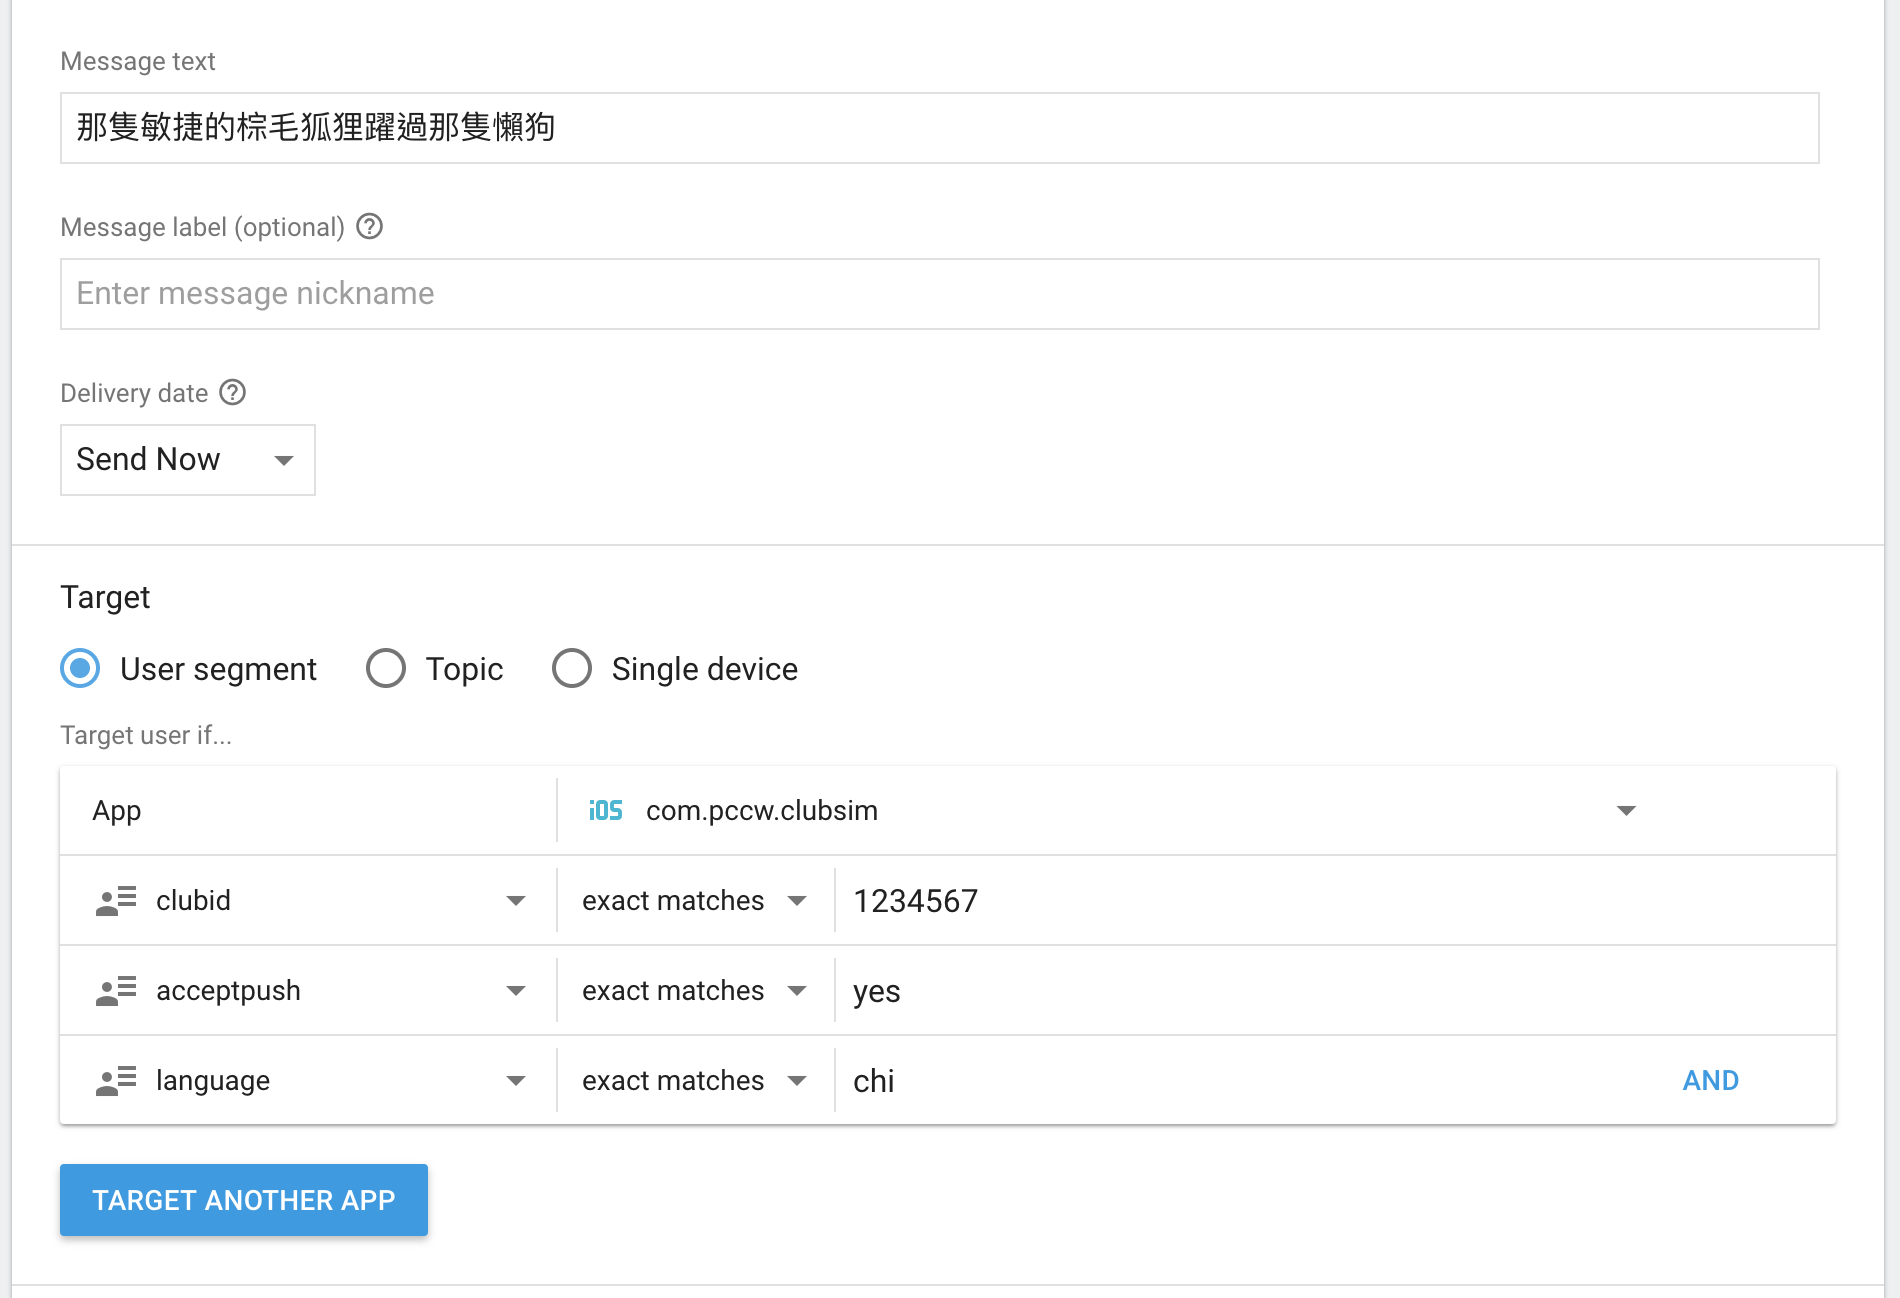 Message text
那隻敏捷的棕毛狐狸躍過那隻懶狗
Message label (optional) ?
Enter message nickname
Delivery date ?
Send Now
Target
User segment Topic Single device
Target user if...
App iOS com.pccw.clubsim
clubid exact matches 1234567
acceptpush exact matches yes
language exact matches chi AND
TARGET ANOTHER APP